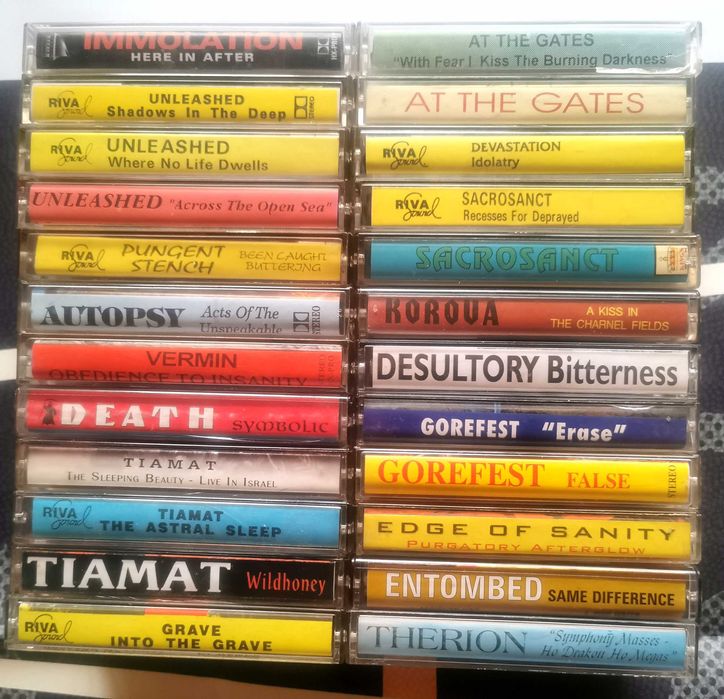 IMMOLATION
HERE IN AFTER
HX-PRO
RIVA Sound
UNLEASHED
Shadows In The Deep
STEREO
RIVA Sound
UNLEASHED
Where No Life Dwells
UNLEASHED "Across The Open Sea"
RIVA Sound
PUNGENT STENCH
BEEN CAUGHT BUTTERING
AUTOPSY
Acts Of The
Unspeakable
STEREO
VERMIN
OBEDIENCE TO INSANITY
DEATH SYMBOLIC
TIAMAT
THE SLEEPING BEAUTY - LIVE IN ISRAEL
RIVA Sound
TIAMAT
THE ASTRAL SLEEP
TIAMAT Wildhoney
RIVA Sound
GRAVE
INTO THE GRAVE
AT THE GATES
"With Fear I Kiss The Burning Darkness"
AT THE GATES
RIVA Sound
DEVASTATION
Idolatry
RIVA Sound
SACROSANCT
Recesses For Deprayed
SACROSANCT
KOROVA
A KISS IN
THE CHARNEL FIELDS
DESULTORY Bitterness
GOREFEST "Erase"
GOREFEST FALSE
STEREO
EDGE OF SANITY
PURGATORY AFTERGLOW
ENTOMBED SAME DIFFERENCE
THERION
"Symphony Masses -
Ho Drakon Ho Megas"